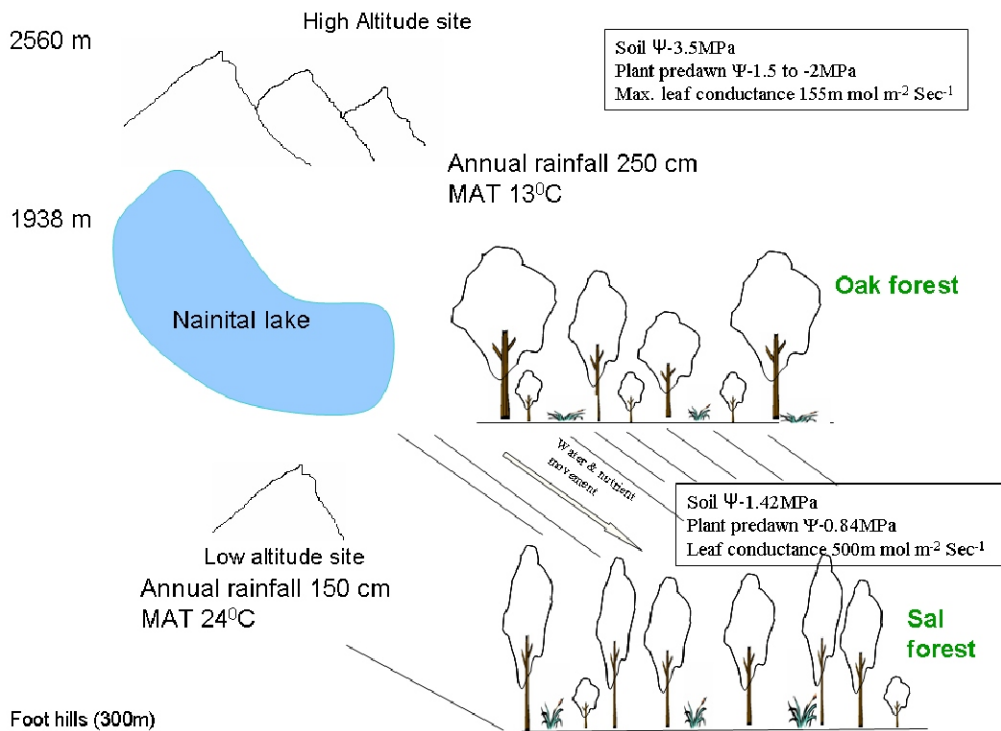 High Altitude site
2560 m
Soil Ψ-3.5MPa
Plant predawn Ψ-1.5 to -2MPa
Max. leaf conductance 155m mol m⁻² Sec⁻¹
Annual rainfall 250 cm
MAT 13⁰C
1938 m
Oak forest
Nainital lake
Water & nutrient
movement
Soil Ψ-1.42MPa
Plant predawn Ψ-0.84MPa
Leaf conductance 500m mol m⁻² Sec⁻¹
Low altitude site
Annual rainfall 150 cm
MAT 24⁰C
Sal
forest
Foot hills (300m)